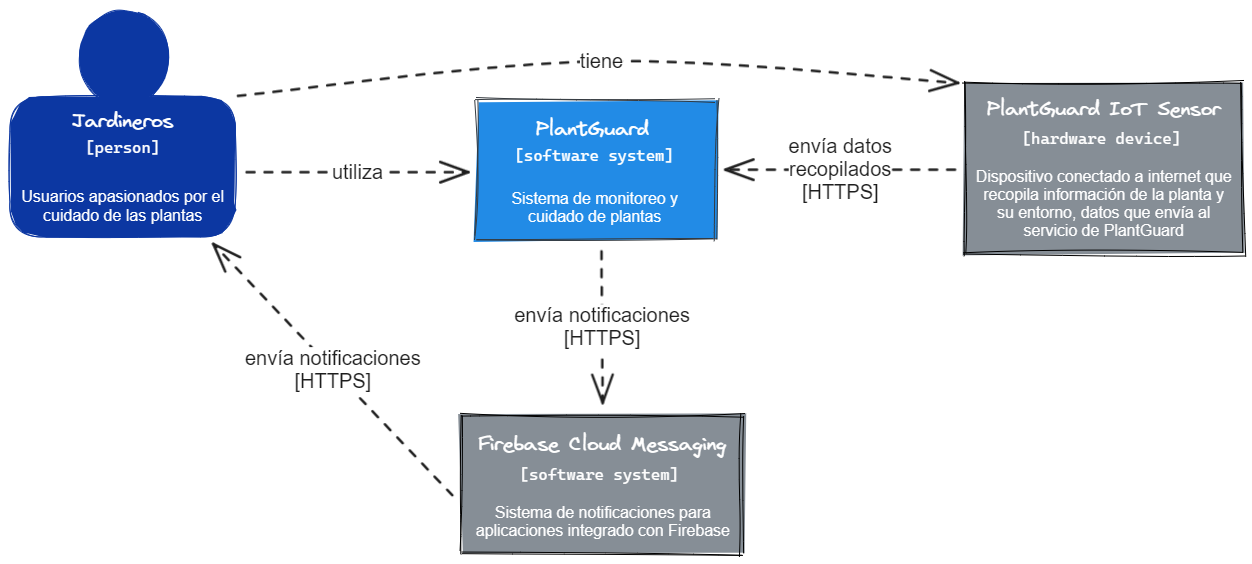 tiene
Jardineros
[person]
Usuarios apasionados por el
cuidado de las plantas
utiliza
PlantGuard
[software system]
Sistema de monitoreo y
cuidado de plantas
envía datos
recopilados
[HTTPS]
PlantGuard IoT Sensor
[hardware device]
Dispositivo conectado a internet que
recopila información de la planta y
su entorno, datos que envía al
servicio de PlantGuard
envía notificaciones
[HTTPS]
envía notificaciones
[HTTPS]
Firebase Cloud Messaging
[software system]
Sistema de notificaciones para
aplicaciones integrado con Firebase